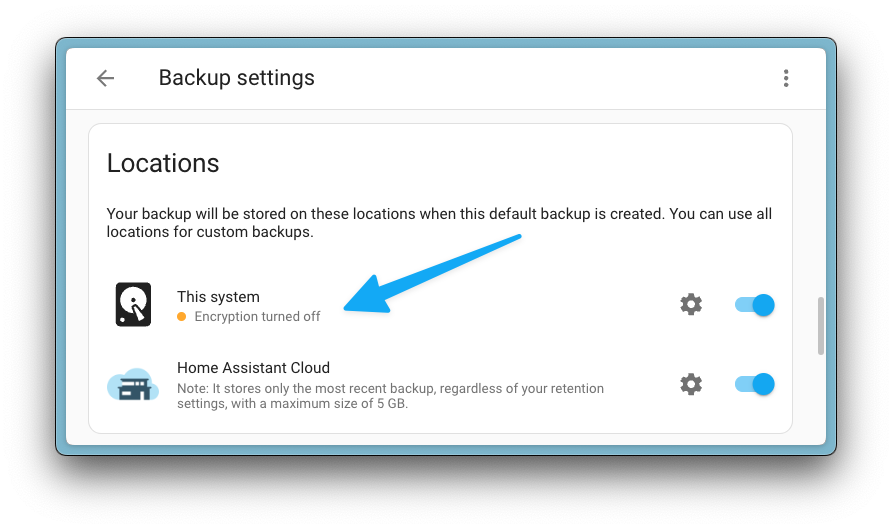 Backup settings
Locations
Your backup will be stored on these locations when this default backup is created. You can use all
locations for custom backups.
This system
Encryption turned off
Home Assistant Cloud
Note: It stores only the most recent backup, regardless of your retention
settings, with a maximum size of 5 GB.